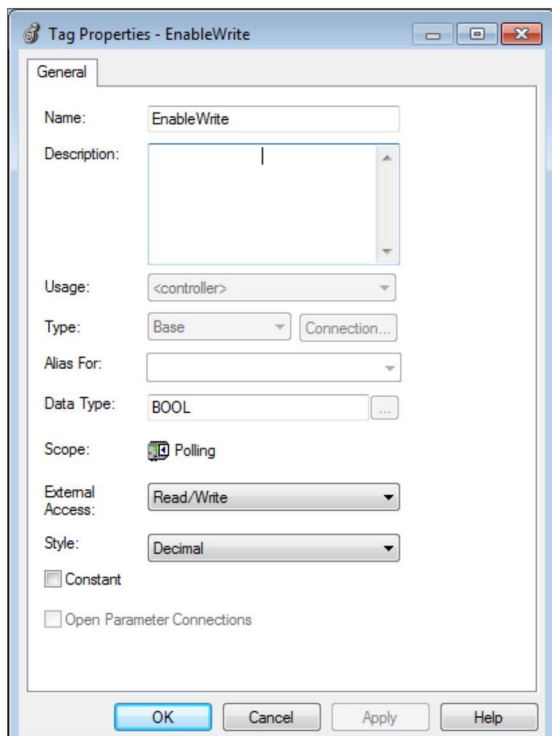 Tag Properties - EnableWrite
General
Name: EnableWrite
Description:
Usage: <controller>
Type: Base Connection...
Alias For:
Data Type: BOOL ...
Scope: Polling
External Access: Read/Write
Style: Decimal
Constant
Open Parameter Connections
OK Cancel Apply Help